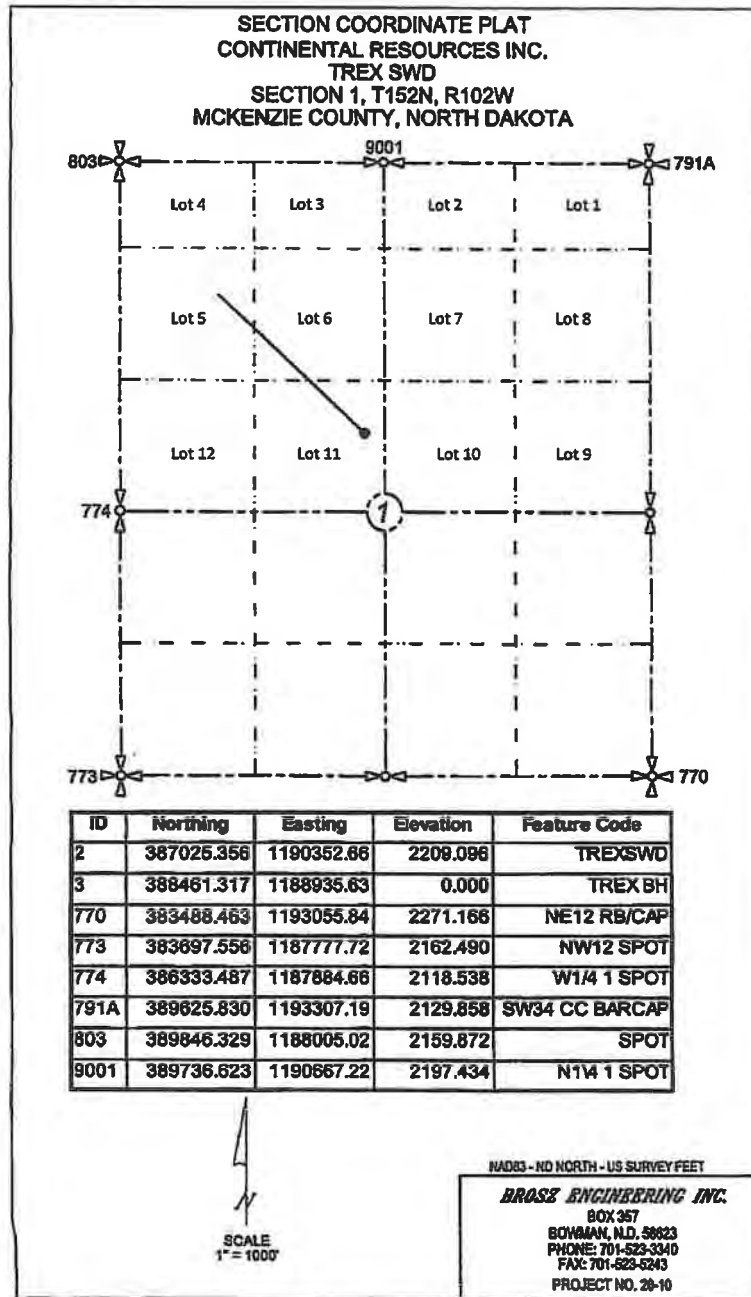 SECTION COORDINATE PLAT
CONTINENTAL RESOURCES INC.
TREX SWD
SECTION 1, T152N, R102W
MCKENZIE COUNTY, NORTH DAKOTA
803 9001 791A
Lot 4 Lot 3 Lot 2 Lot 1
Lot 5 Lot 6 Lot 7 Lot 8
Lot 12 Lot 11 Lot 10 Lot 9
774 1
773 770
ID Northing Easting Elevation Feature Code
2 387025.356 1190352.66 2209.096 TREXSWD
3 388461.317 1188935.63 0.000 TREX BH
770 383488.463 1193055.84 2271.166 NE12 RB/CAP
773 383697.556 1187777.72 2162.490 NW12 SPOT
774 386333.487 1187884.66 2118.538 W1/4 1 SPOT
791A 389625.830 1193307.19 2129.858 SW34 CC BARCAP
803 389846.329 1188005.02 2159.872 SPOT
9001 389736.623 1190667.22 2197.434 N1\4 1 SPOT
N
SCALE
1" = 1000'
NAD83 - ND NORTH - US SURVEY FEET
BROSZ ENGINEERING INC.
BOX 357
BOWMAN, N.D. 58623
PHONE: 701-523-3340
FAX: 701-523-5243
PROJECT NO. 29-10